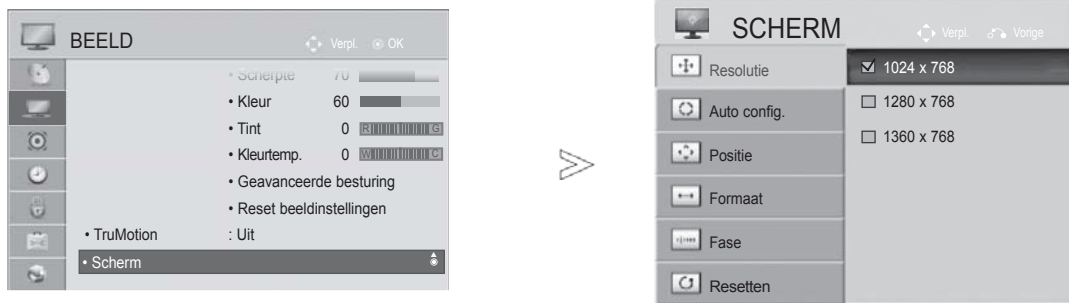 BEELD
Verpl. OK
• Scherpte 70
• Kleur 60
• Tint 0 R G
• Kleurtemp. 0 W C
• Geavanceerde besturing
• Reset beeldinstellingen
• TruMotion : Uit
• Scherm
SCHERM
Verpl. Vorige
Resolutie
Auto config.
Positie
Formaat
Fase
Resetten
1024 x 768
1280 x 768
1360 x 768